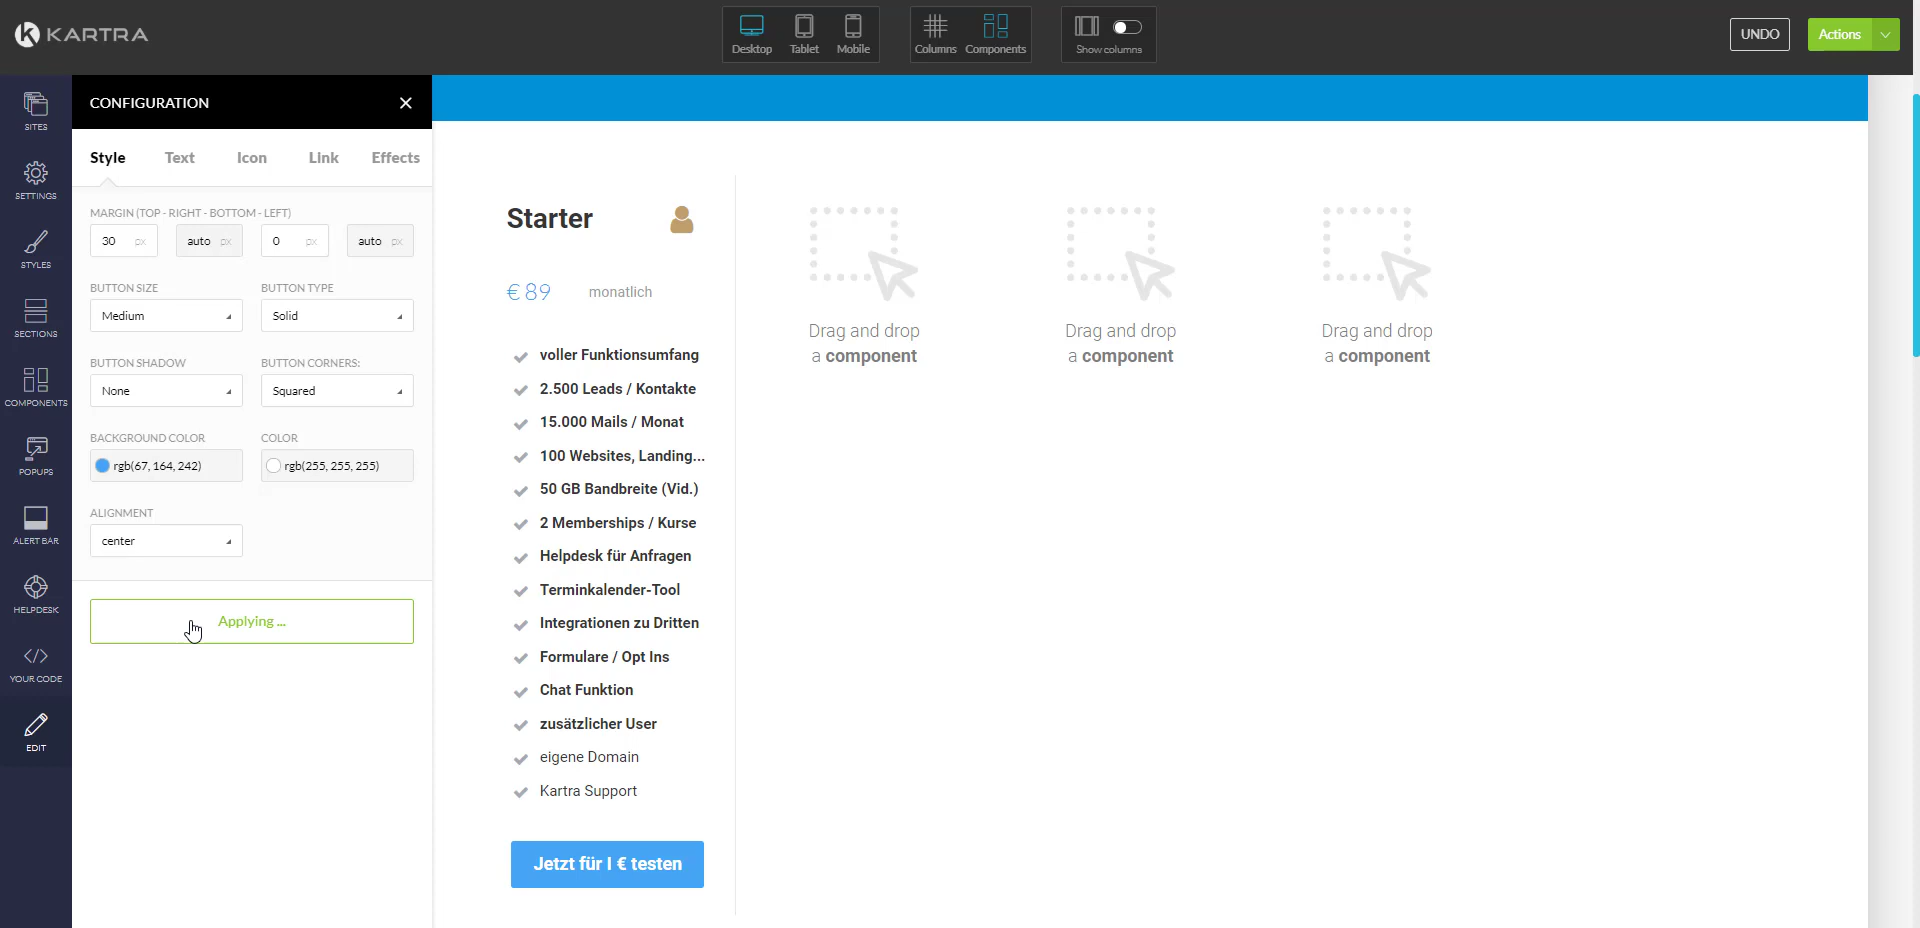 KARTRA
Desktop
Tablet
Mobile
Columns
Components
Show columns
UNDO
Actions
SITES
SETTINGS
STYLES
SECTIONS
COMPONENTS
POPUPS
ALERT BAR
HELPDESK
YOUR CODE
EDIT
CONFIGURATION
Style
Text
Icon
Link
Effects
MARGIN (TOP - RIGHT - BOTTOM - LEFT)
30 px
auto px
0 px
auto px
BUTTON SIZE
BUTTON TYPE
Medium
Solid
BUTTON SHADOW
BUTTON CORNERS:
None
Squared
BACKGROUND COLOR
COLOR
rgb(67, 164, 242)
rgb(255, 255, 255)
ALIGNMENT
center
Applying ...
Starter
€ 89
monatlich
voller Funktionsumfang
2.500 Leads / Kontakte
15.000 Mails / Monat
100 Websites, Landing...
50 GB Bandbreite (Vid.)
2 Memberships / Kurse
Helpdesk für Anfragen
Terminkalender-Tool
Integrationen zu Dritten
Formulare / Opt Ins
Chat Funktion
zusätzlicher User
eigene Domain
Kartra Support
Jetzt für 1 € testen
Drag and drop
a component
Drag and drop
a component
Drag and drop
a component